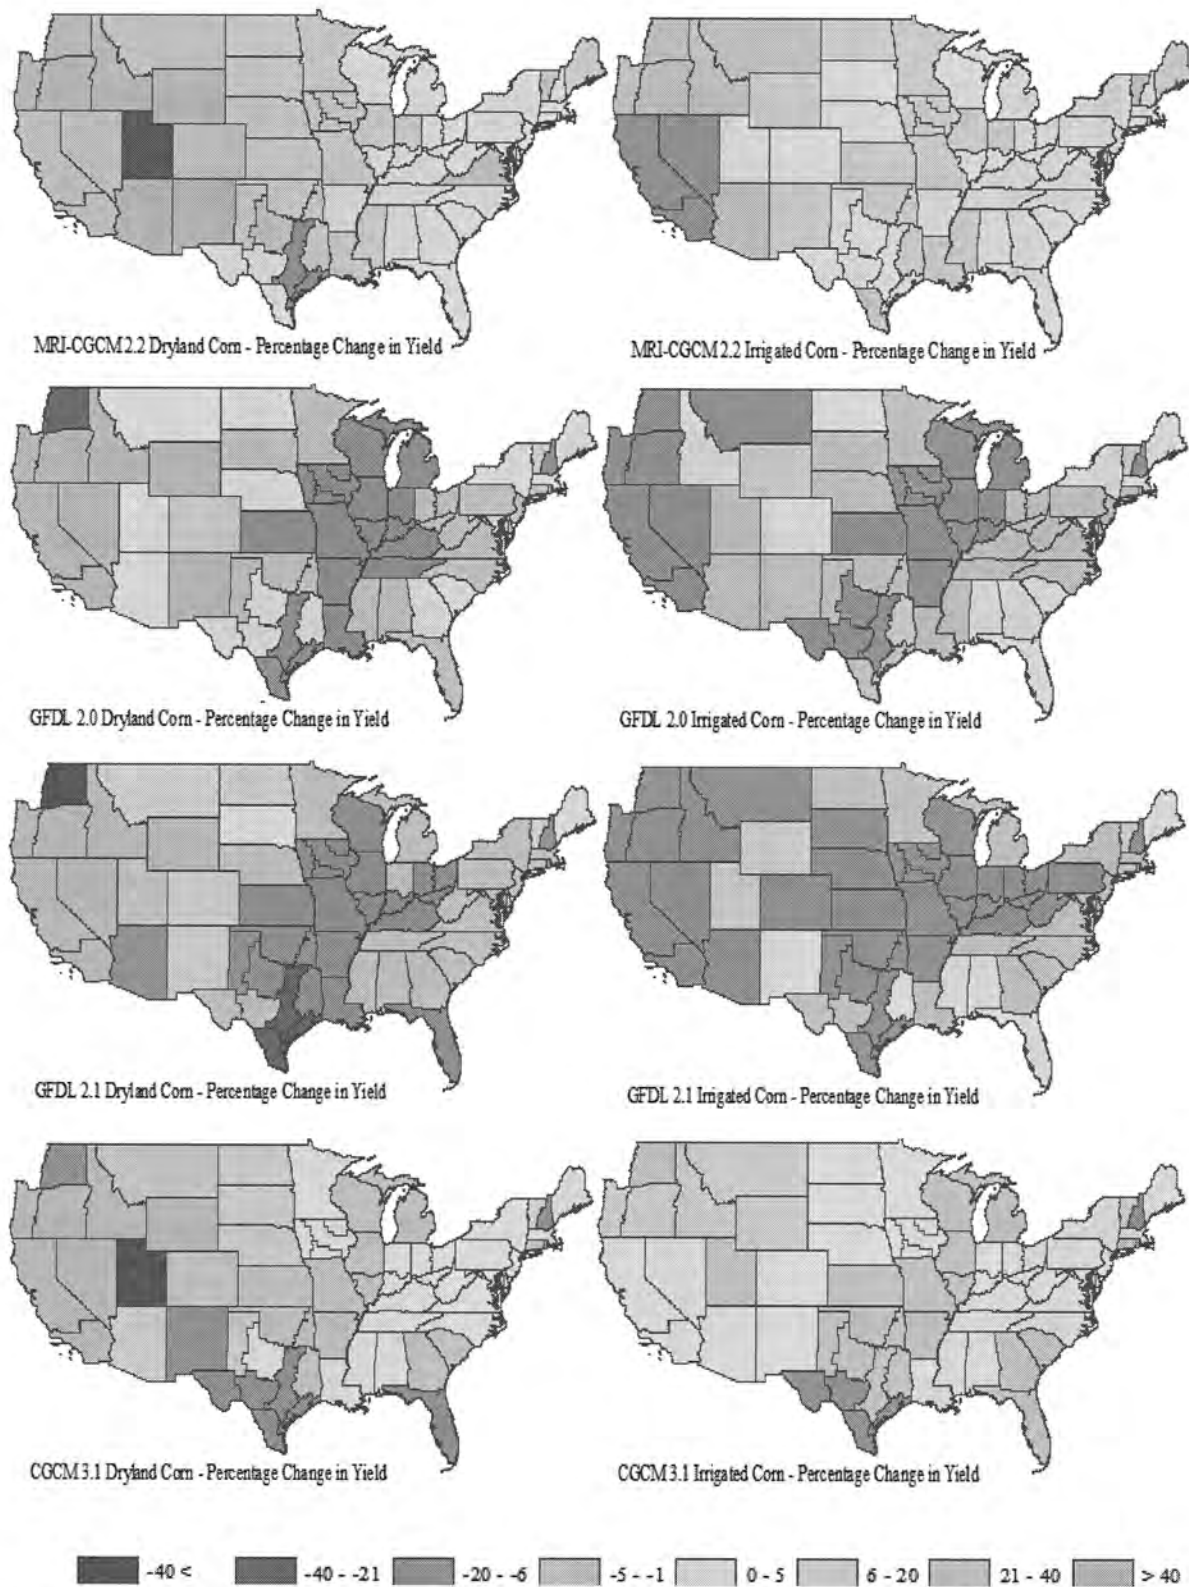 MRI-CGCM 2.2 Dryland Corn - Percentage Change in Yield
MRI-CGCM 2.2 Irrigated Corn - Percentage Change in Yield
GFDL 2.0 Dryland Corn - Percentage Change in Yield
GFDL 2.0 Irrigated Corn - Percentage Change in Yield
GFDL 2.1 Dryland Corn - Percentage Change in Yield
GFDL 2.1 Irrigated Corn - Percentage Change in Yield
CGCM 3.1 Dryland Corn - Percentage Change in Yield
CGCM 3.1 Irrigated Corn - Percentage Change in Yield
-40 < -40 - -21 -20 - -6 -5 - -1 0 - 5 6 - 20 21 - 40 > 40